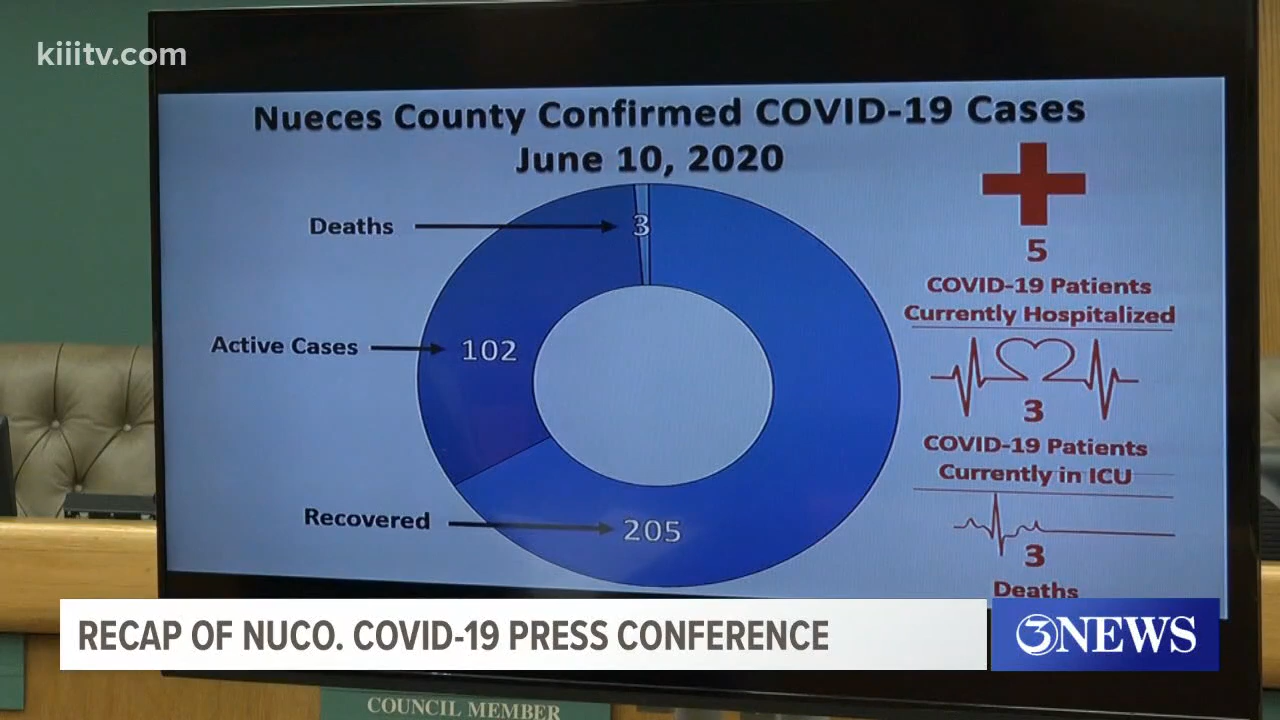 kiiitv.com
Nueces County Confirmed COVID-19 Cases
June 10, 2020
Deaths
3
Active Cases
102
Recovered
205
5
COVID-19 Patients
Currently Hospitalized
3
COVID-19 Patients
Currently in ICU
3
Deaths
RECAP OF NUCO. COVID-19 PRESS CONFERENCE
3NEWS
COUNCIL MEMBER